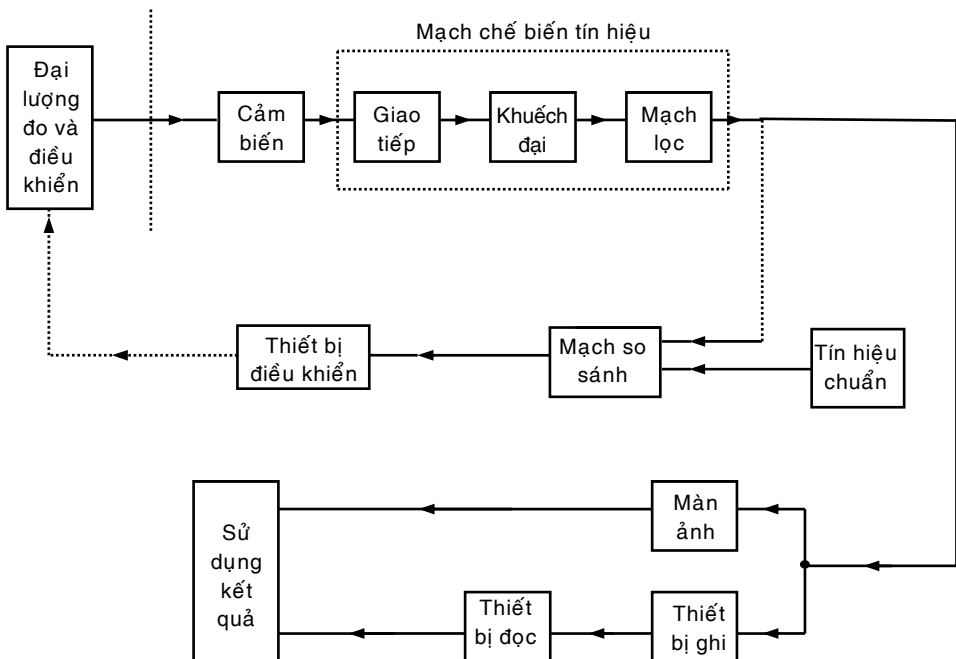 Mạch chế biến tín hiệu
Đại
lượng
đo và
điều
khiển
Cảm
biến
Giao
tiếp
Khuếch
đại
Mạch
lọc
Thiết bị
điều khiển
Mạch so
sánh
Tín hiệu
chuẩn
Sử
dụng
kết
quả
Màn
ảnh
Thiết
bị đọc
Thiết
bị ghi